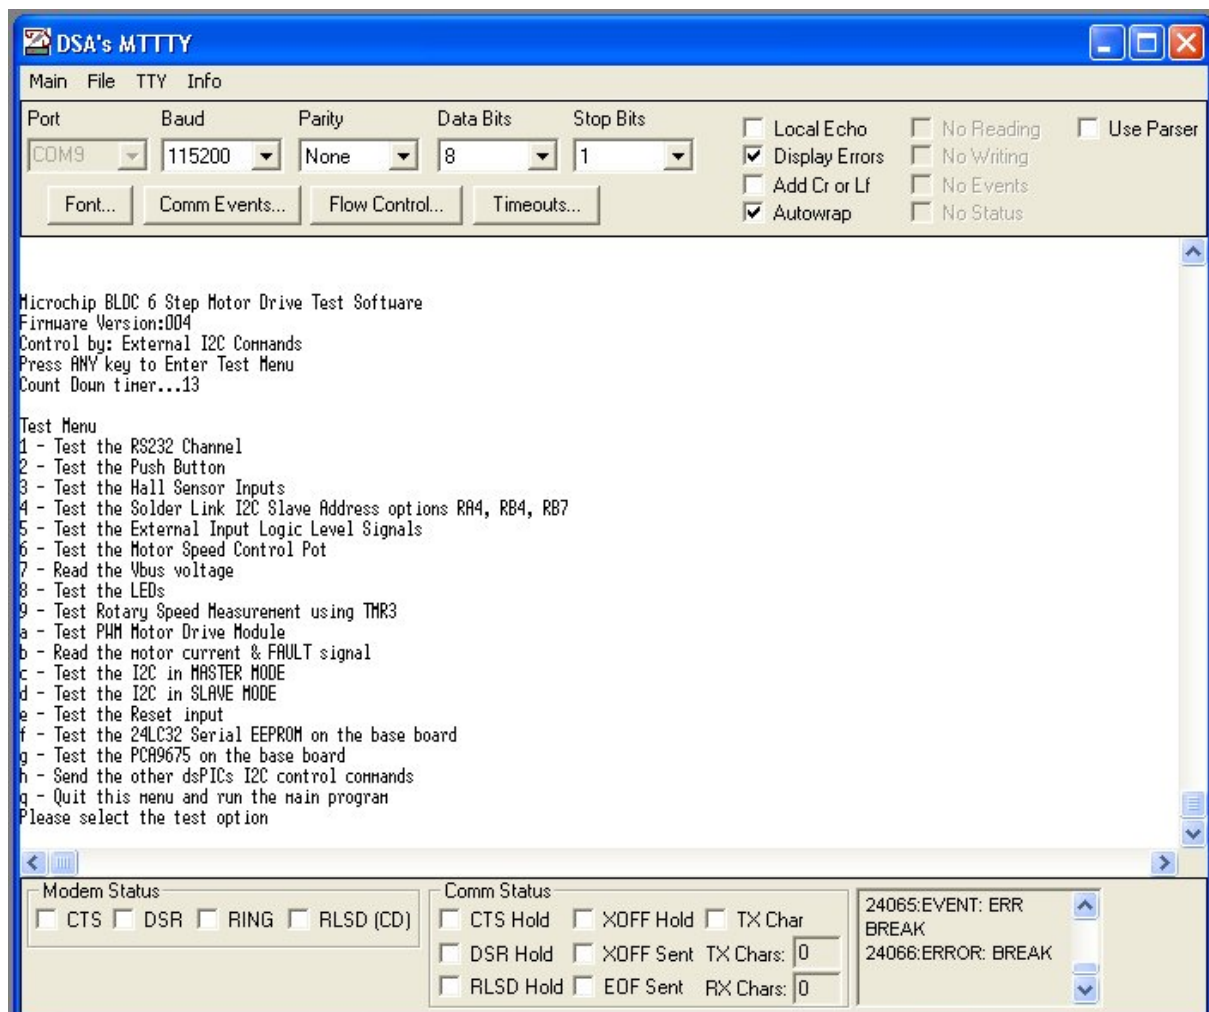 DSA's MTTTY
Main File TTY Info
Port Baud Parity Data Bits Stop Bits
COM9 115200 None 8 1
Font... Comm Events... Flow Control... Timeouts...
Local Echo No Reading Use Parser
Display Errors No Writing
Add Cr or Lf No Events
Autowrap No Status
Microchip BLDC 6 Step Motor Drive Test Software
Firmware Version:004
Control by: External I2C Commands
Press ANY key to Enter Test Menu
Count Down timer...13
Test Menu
1 - Test the RS232 Channel
2 - Test the Push Button
3 - Test the Hall Sensor Inputs
4 - Test the Solder Link I2C Slave Address options RA4, RB4, RB7
5 - Test the External Input Logic Level Signals
6 - Test the Motor Speed Control Pot
7 - Read the Vbus voltage
8 - Test the LEDs
9 - Test Rotary Speed Measurement using TMR3
a - Test PWM Motor Drive Module
b - Read the motor current & FAULT signal
c - Test the I2C in MASTER MODE
d - Test the I2C in SLAVE MODE
e - Test the Reset input
f - Test the 24LC32 Serial EEPROM on the base board
g - Test the PCA9675 on the base board
h - Send the other dsPICs I2C control commands
q - Quit this menu and run the main program
Please select the test option
Modem Status
CTS DSR RING RLSD (CD)
Comm Status
CTS Hold XOFF Hold TX Char
DSR Hold XOFF Sent TX Chars: 0
RLSD Hold EOF Sent RX Chars: 0
24065:EVENT: ERR
BREAK
24066:ERROR: BREAK